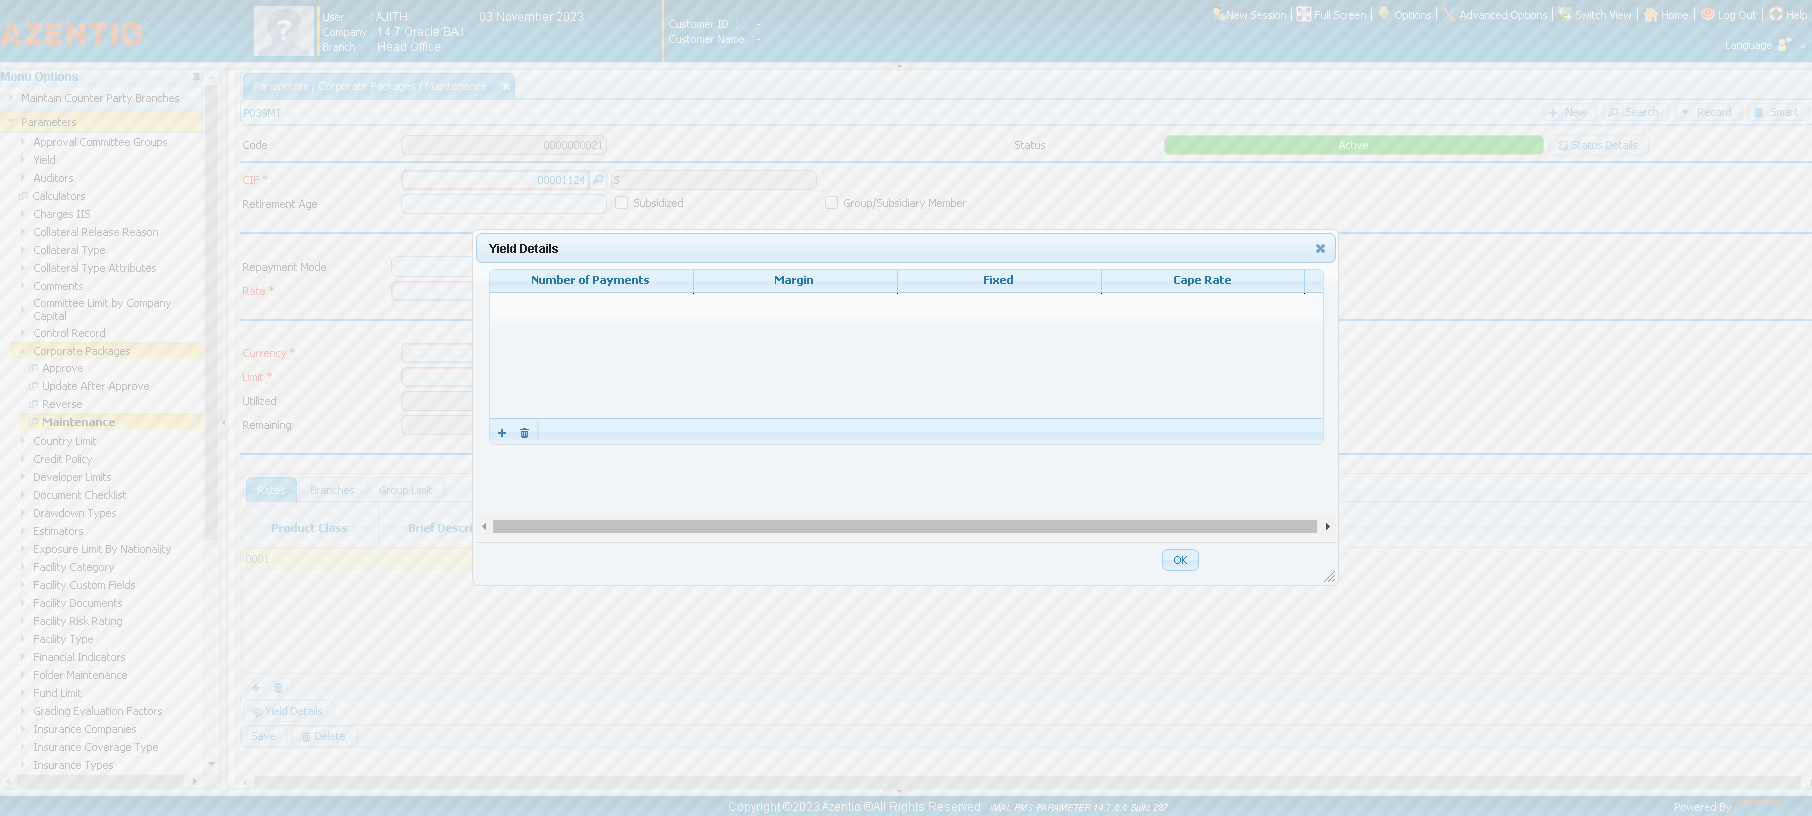 AZENTIO
User : AJITH 03 November 2023
Company : 14.7 Oracle BAJ
Branch : Head Office
Customer ID : -
Customer Name : -
New Session Full Screen Options Advanced Options Switch View Home Log Out Help
Language
Menu Options
Maintain Counter Party Branches
Parameters
Approval Committee Groups
Yield
Auditors
Calculators
Charges IIS
Collateral Release Reason
Collateral Type
Collateral Type Attributes
Comments
Committee Limit by Company
Capital
Control Record
Corporate Packages
Approve
Update After Approve
Reverse
Maintenance
Country Limit
Credit Policy
Developer Limits
Document Checklist
Drawdown Types
Estimators
Exposure Limit By Nationality
Facility Category
Facility Custom Fields
Facility Documents
Facility Risk Rating
Facility Type
Financial Indicators
Folder Maintenance
Fund Limit
Grading Evaluation Factors
Insurance Companies
Insurance Coverage Type
Insurance Types
Parameters / Corporate Packages / Maintenance
P039MT
New Search Record Smart
Code 0000000021 Status Active Status Details
CIF * 00001124 5
Retirement Age Subsidized Group/Subsidiary Member
Repayment Mode
Rate *
Currency *
Limit *
Utilized
Remaining
Rates Branches Group Limit
Product Class Brief Descri
0001
Yield Details
Save Delete
Yield Details
Number of Payments Margin Fixed Cape Rate
OK
Copyright ©2023 Azentio ®All Rights Reserved IMAL RMS PARAMETER 14.7.0.0 Build 287
Powered By AZENTIO